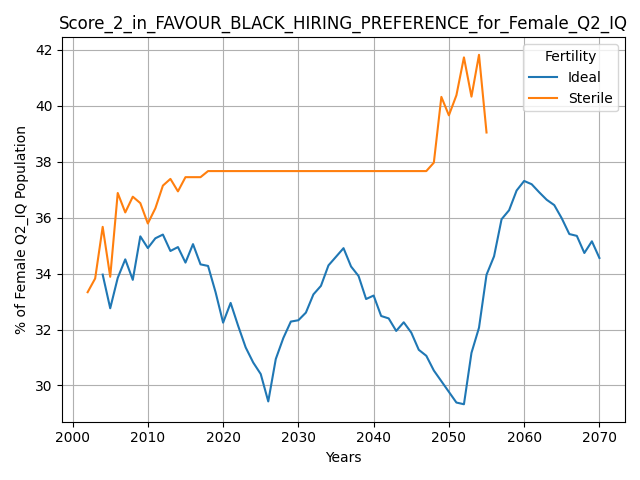 Score_2_in_FAVOUR_BLACK_HIRING_PREFERENCE_for_Female_Q2_IQ
Fertility
Ideal
Sterile
% of Female Q2_IQ Population
42
40
38
36
34
32
30
2000
2010
2020
2030
2040
2050
2060
2070
Years